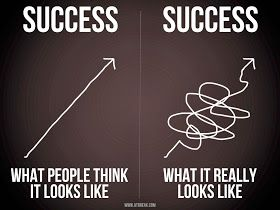 SUCCESS
WHAT PEOPLE THINK
IT LOOKS LIKE
SUCCESS
WHAT IT REALLY
LOOKS LIKE